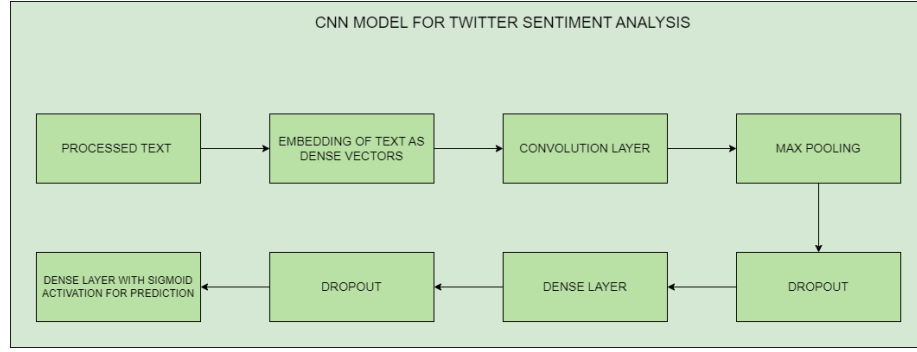 CNN MODEL FOR TWITTER SENTIMENT ANALYSIS
PROCESSED TEXT
EMBEDDING OF TEXT AS
DENSE VECTORS
CONVOLUTION LAYER
MAX POOLING
DROPOUT
DENSE LAYER
DROPOUT
DENSE LAYER WITH SIGMOID
ACTIVATION FOR PREDICTION